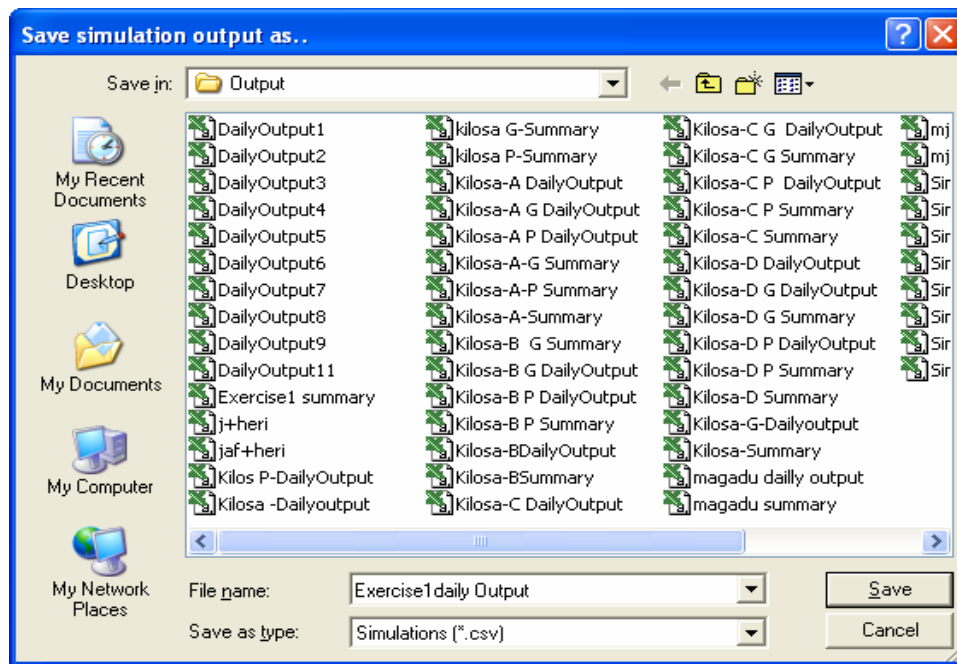 Save simulation output as..
Save in:
Output
My Recent
Documents
Desktop
My Documents
My Computer
My Network
Places
DailyOutput1
DailyOutput2
DailyOutput3
DailyOutput4
DailyOutput5
DailyOutput6
DailyOutput7
DailyOutput8
DailyOutput9
DailyOutput11
Exercise1 summary
j+heri
jaf+heri
Kilos P-DailyOutput
Kilosa -Dailyoutput
kilosa G-Summary
kilosa P-Summary
Kilosa-A DailyOutput
Kilosa-A G DailyOutput
Kilosa-A P DailyOutput
Kilosa-A-G Summary
Kilosa-A-P Summary
Kilosa-A-Summary
Kilosa-B  G Summary
Kilosa-B G DailyOutput
Kilosa-B P DailyOutput
Kilosa-B P Summary
Kilosa-BDailyOutput
Kilosa-BSummary
Kilosa-C DailyOutput
Kilosa-C G  DailyOutput
Kilosa-C G Summary
Kilosa-C P  DailyOutput
Kilosa-C P Summary
Kilosa-C Summary
Kilosa-D DailyOutput
Kilosa-D G DailyOutput
Kilosa-D G Summary
Kilosa-D P DailyOutput
Kilosa-D P Summary
Kilosa-D Summary
Kilosa-G-Dailyoutput
Kilosa-Summary
magadu dailly output
magadu summary
mj
mj
File name:
Exercise1daily Output
Save
Save as type:
Simulations (*.csv)
Cancel